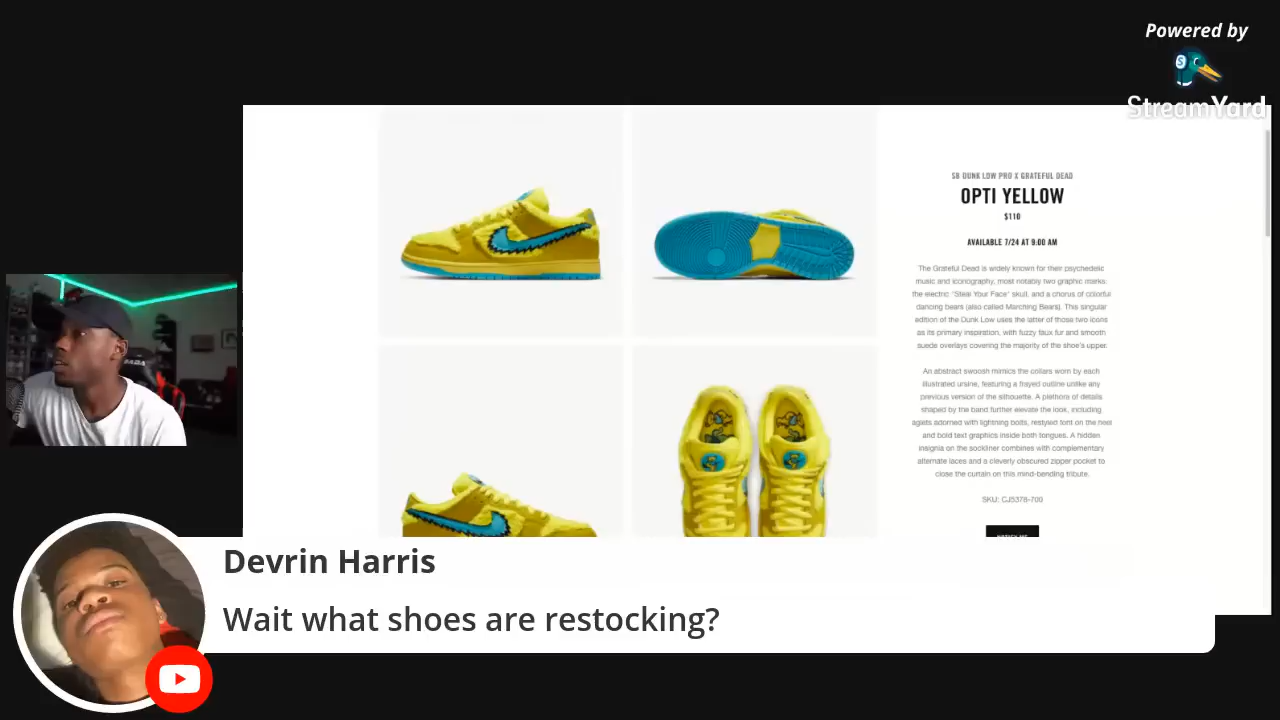 Powered by
StreamYard
SB DUNK LOW PRO X GRATEFUL DEAD
OPTI YELLOW
$110
AVAILABLE 7/24 AT 9:00 AM
The Grateful Dead is widely known for their psychedelic
music and iconography, most notably two graphic marks:
the electric "Steal Your Face" skull, and a chorus of colorful
dancing bears (also called Marching Bears). This singular
edition of the Dunk Low uses the latter of those two icons
as its primary inspiration, with fuzzy faux fur and smooth
suede overlays covering the majority of the shoe's upper.
An abstract swoosh mimics the collars worn by each
illustrated ursine, featuring a frayed outline unlike any
previous version of the silhouette. A plethora of details
shaped by the band further elevate the look, including
aglets adorned with lightning bolts, restyled font on the heel
and bold text graphics inside both tongues. A hidden
insignia on the sockliner combines with complementary
alternate laces and a cleverly obscured zipper pocket to
close the curtain on this mind-bending tribute.
SKU: CJ5378-700
Devrin Harris
Wait what shoes are restocking?